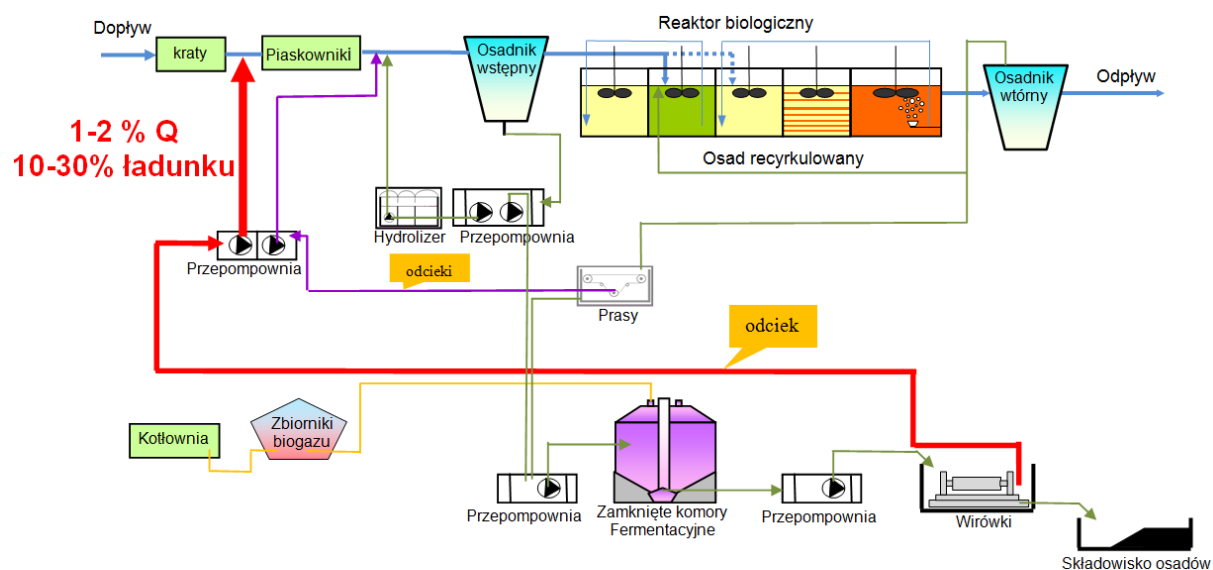 Dopływ
kraty
Piaskowniki
Osadnik
wstępny
Reaktor biologiczny
Osadnik
wtórny
Odpływ
1-2 % Q
10-30% ładunku
Osad recyrkulowany
Hydrolizer
Przepompownia
Przepompownia
odcieki
Prasy
odciek
Kotłownia
Zbiorniki
biogazu
Przepompownia
Zamknięte komory
Fermentacyjne
Przepompownia
Wirówki
Składowisko osadów